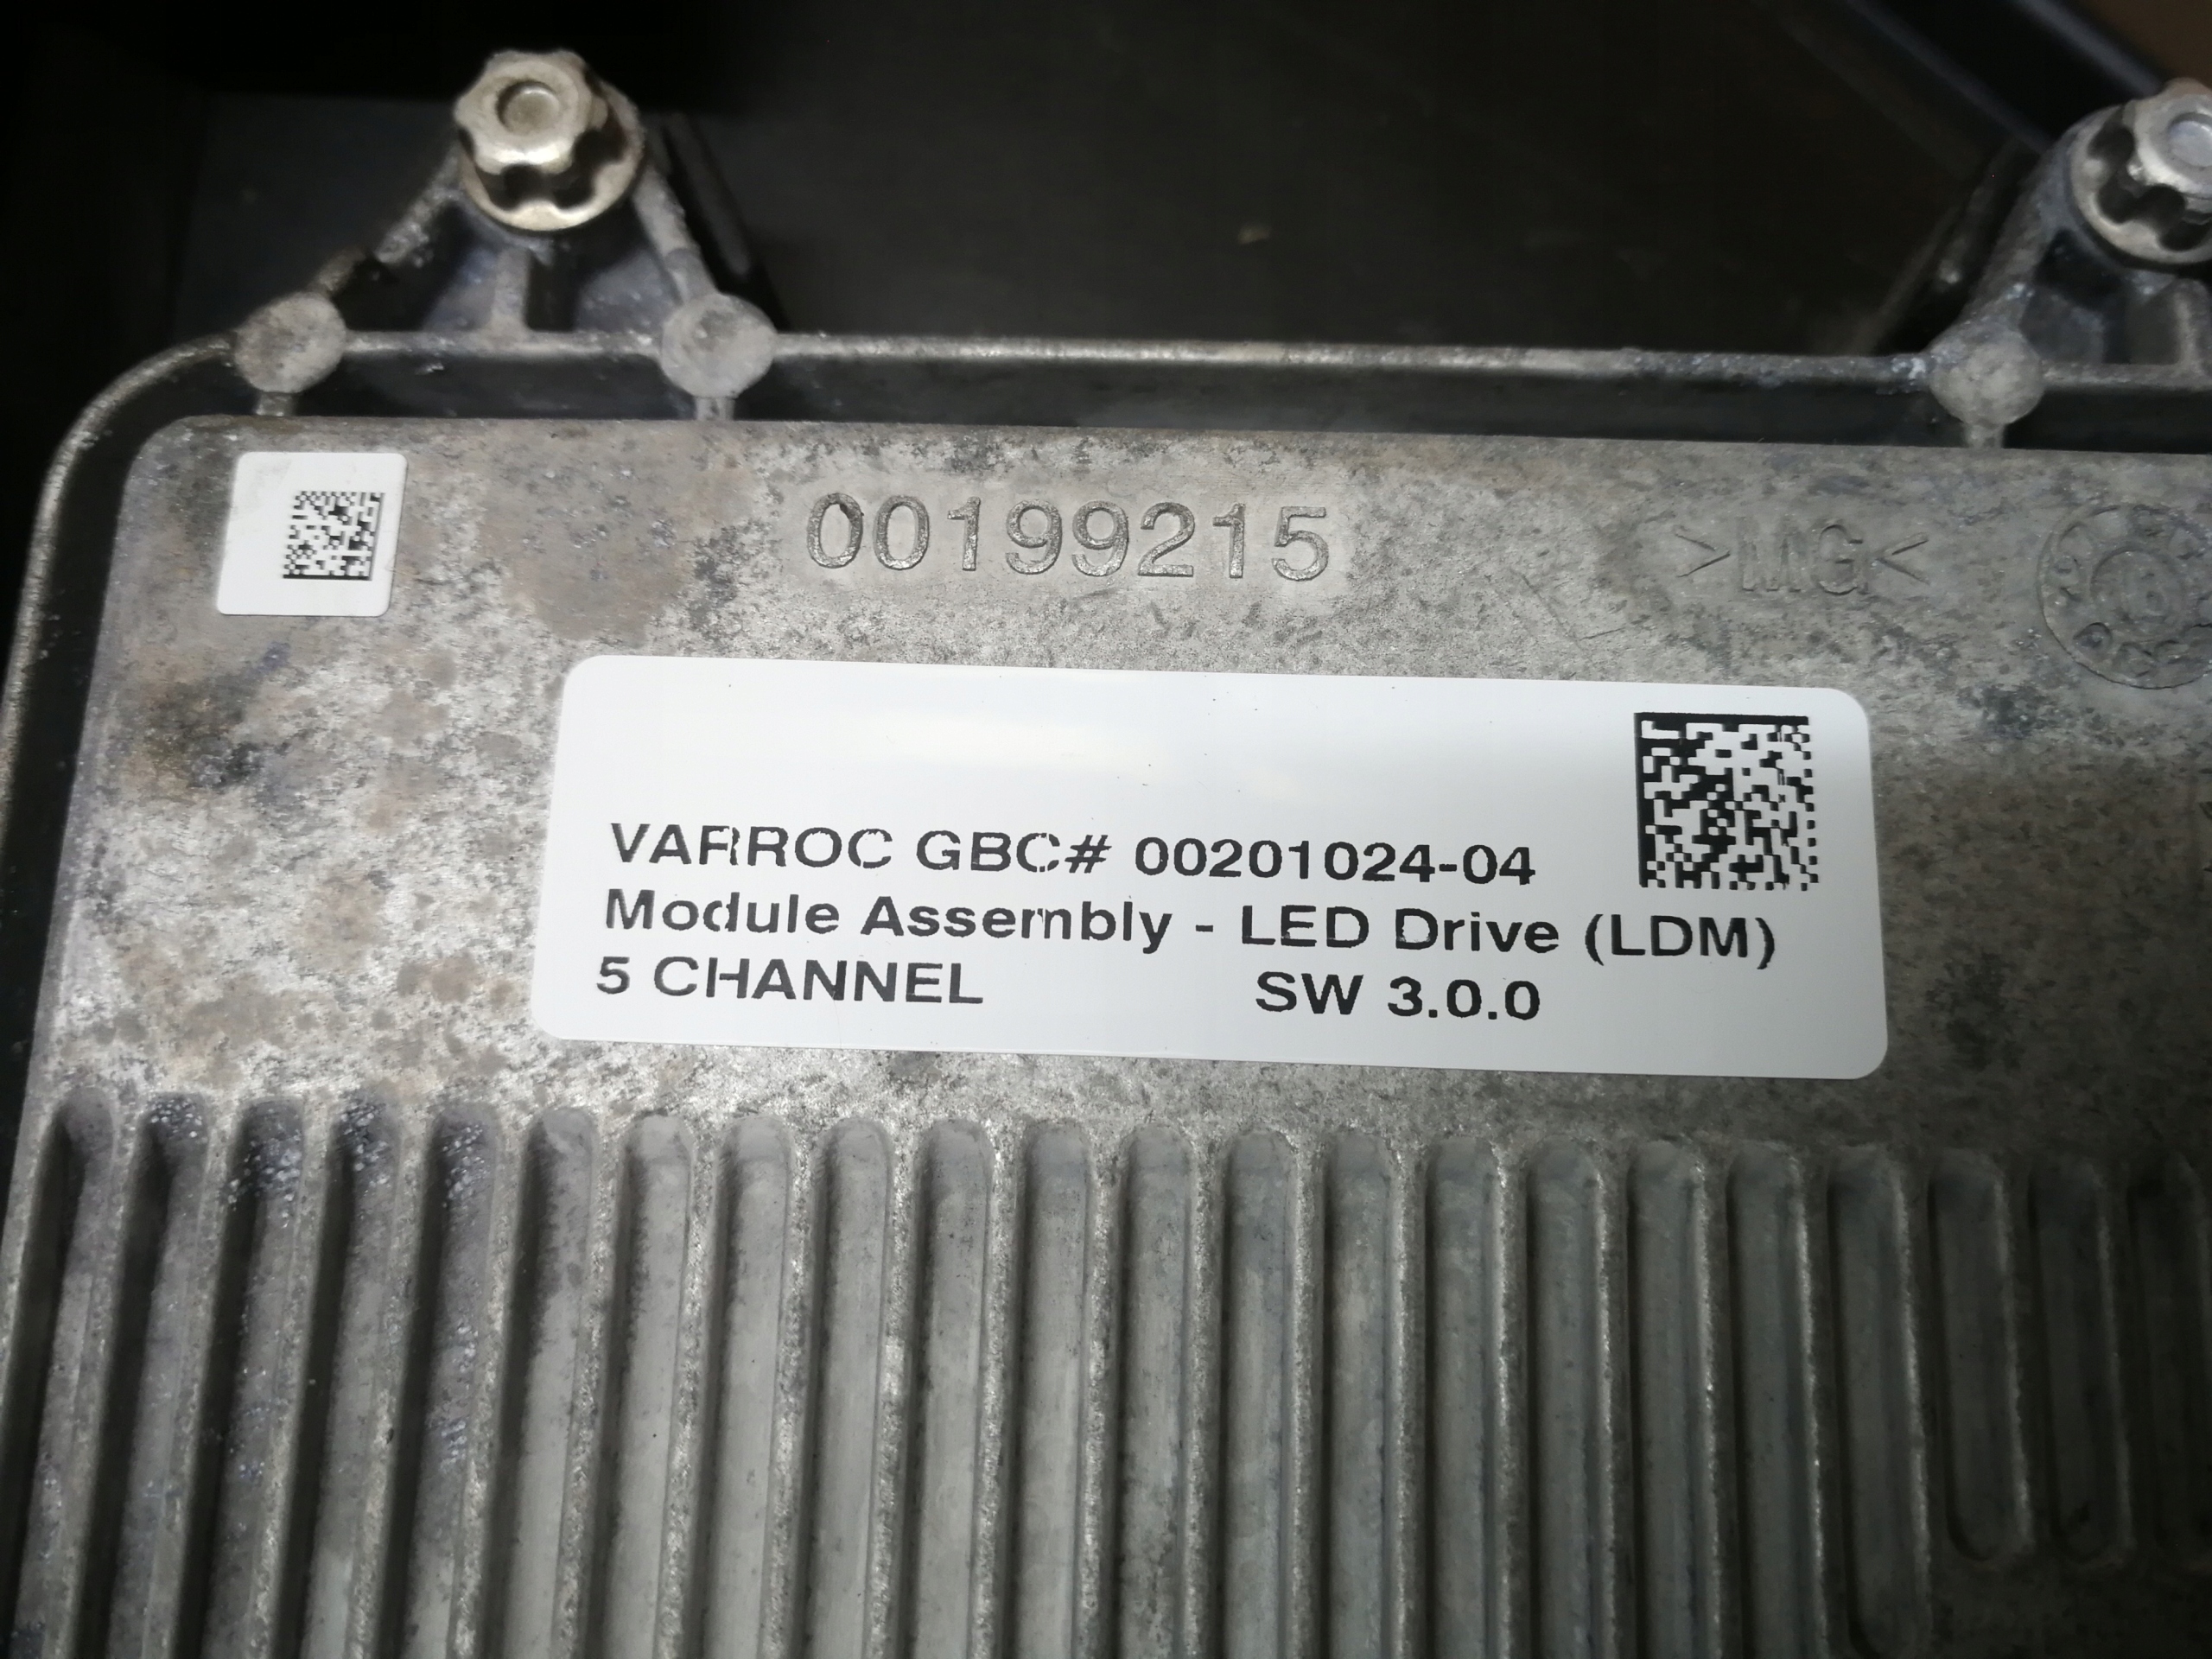 00199215
>MG<
VARROC GBC# 00201024-04
Module Assembly - LED Drive (LDM)
5 CHANNEL SW 3.0.0